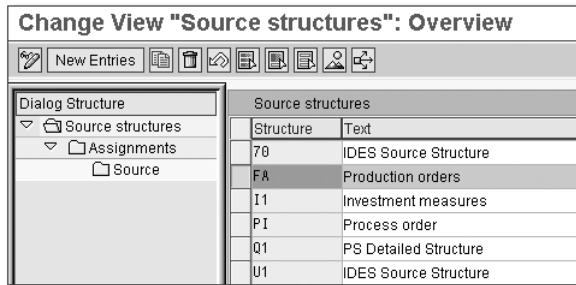 Change View "Source structures": Overview
New Entries
Dialog Structure
Source structures
Assignments
Source
Source structures
Structure Text
70 IDES Source Structure
FA Production orders
I1 Investment measures
PI Process order
Q1 PS Detailed Structure
U1 IDES Source Structure